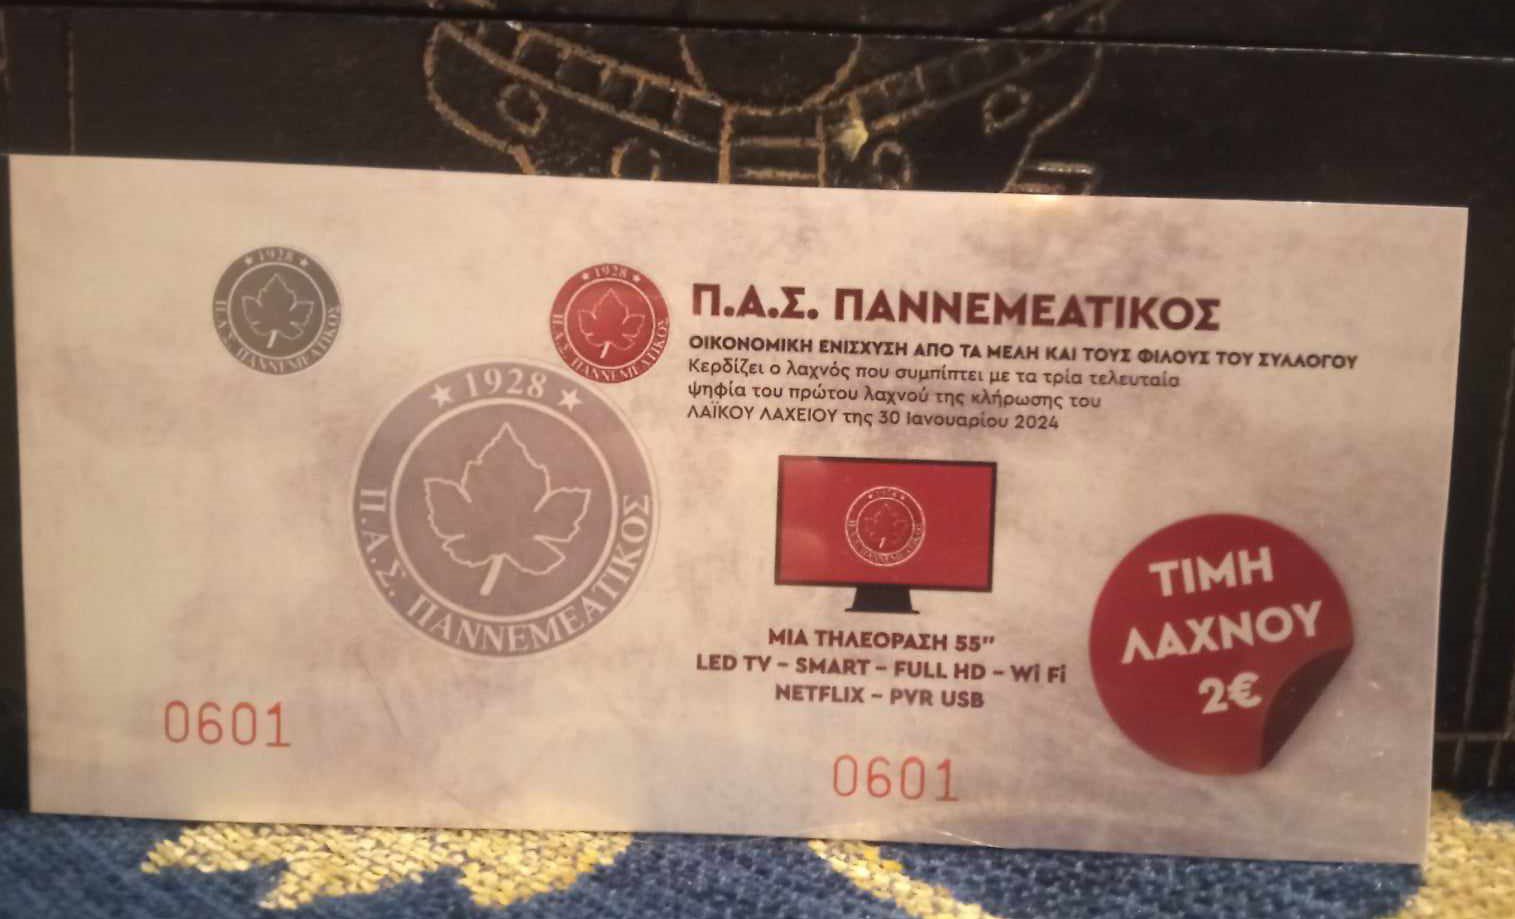 ★ 1928 ★
Π.Α.Σ. ΠΑΝΝΕΜΕΑΤΙΚΟΣ
★ 1928 ★
Π.Α.Σ. ΠΑΝΝΕΜΕΑΤΙΚΟΣ
★ 1928 ★
Π.Α.Σ. ΠΑΝΝΕΜΕΑΤΙΚΟΣ
Π.Α.Σ. ΠΑΝΝΕΜΕΑΤΙΚΟΣ
ΟΙΚΟΝΟΜΙΚΗ ΕΝΙΣΧΥΣΗ ΑΠΟ ΤΑ ΜΕΛΗ ΚΑΙ ΤΟΥΣ ΦΙΛΟΥΣ ΤΟΥ ΣΥΛΛΟΓΟΥ
Κερδίζει ο λαχνός που συμπίπτει με τα τρία τελευταία
ψηφία του πρώτου λαχνού της κλήρωσης του
ΛΑΪΚΟΥ ΛΑΧΕΙΟΥ της 30 Ιανουαρίου 2024
ΜΙΑ ΤΗΛΕΟΡΑΣΗ 55"
LED TV – SMART – FULL HD – Wi Fi
NETFLIX – PVR USB
ΤΙΜΗ
ΛΑΧΝΟΥ
2€
0601
0601